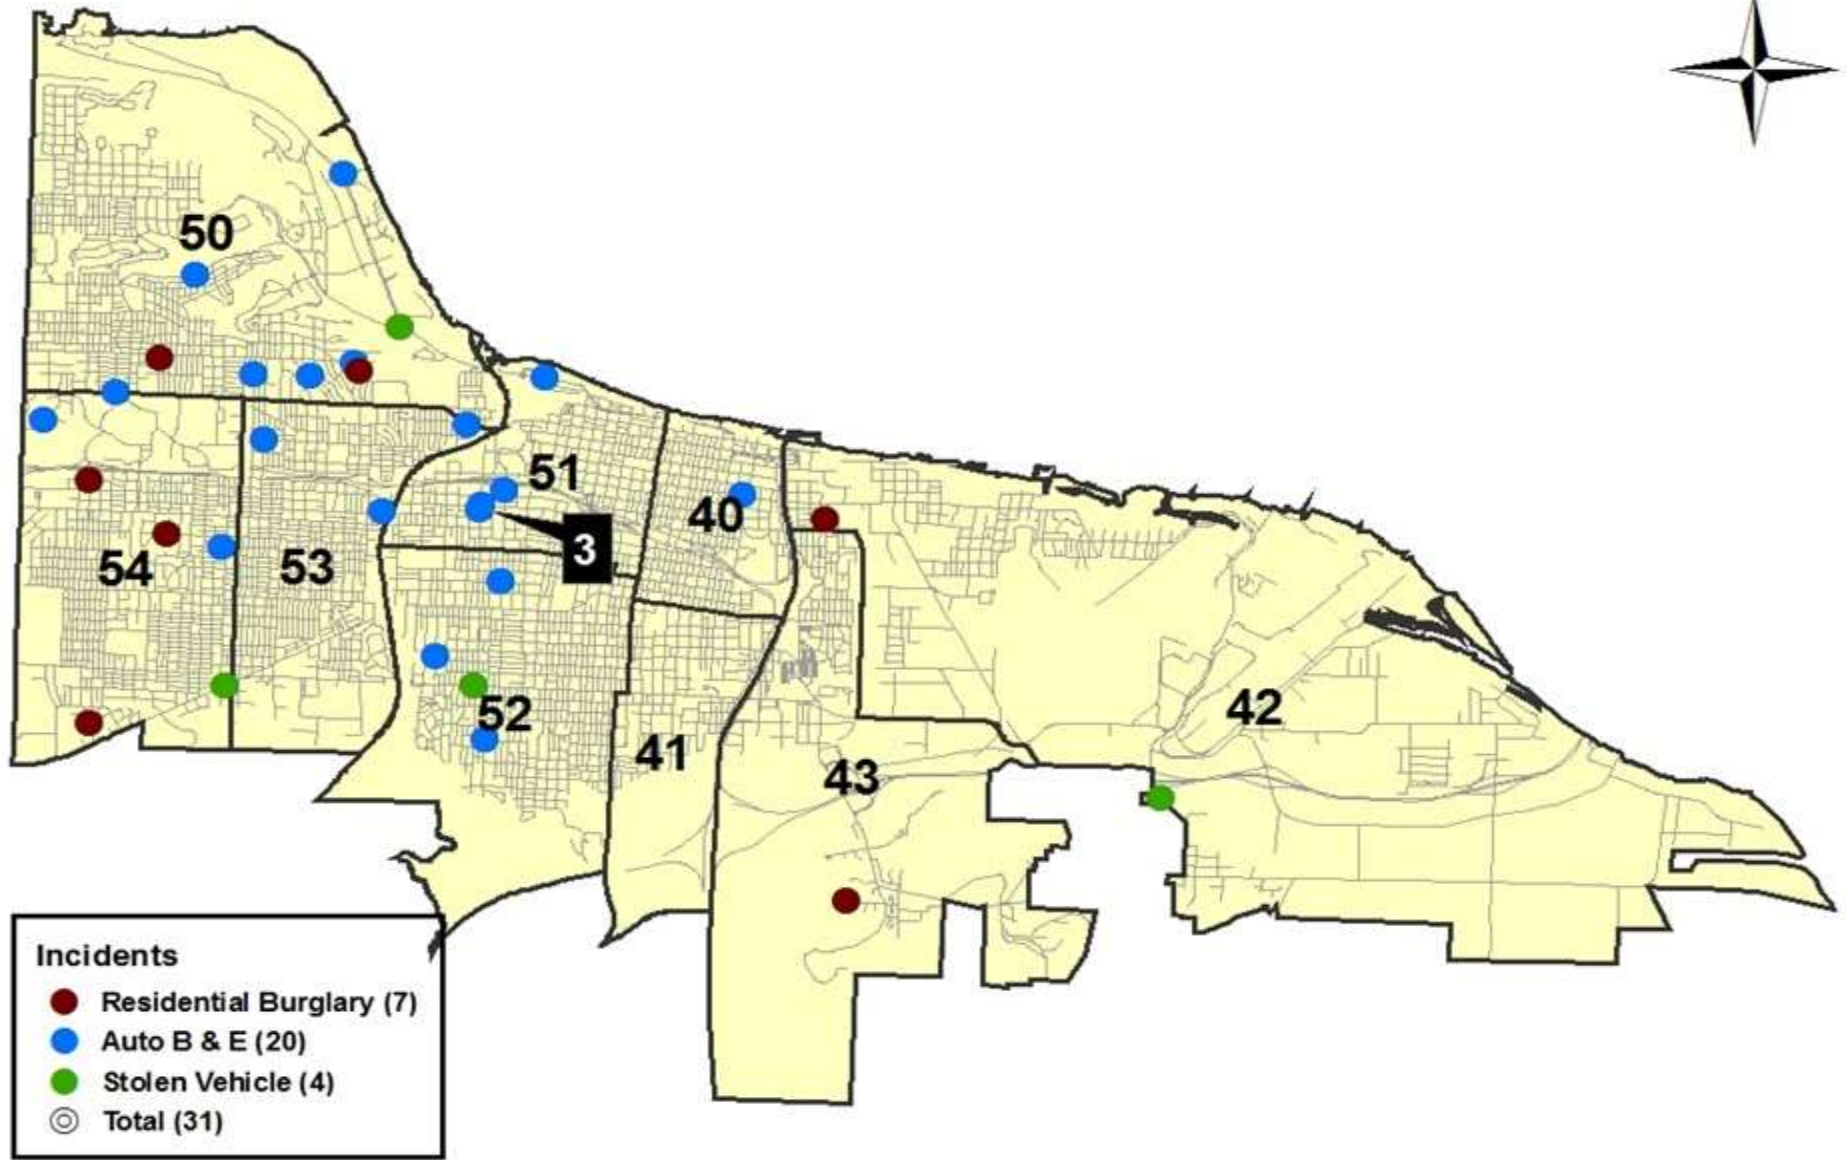 50
51
40
3
54
53
42
52
41
43
Incidents
Residential Burglary (7)
Auto B & E (20)
Stolen Vehicle (4)
Total (31)